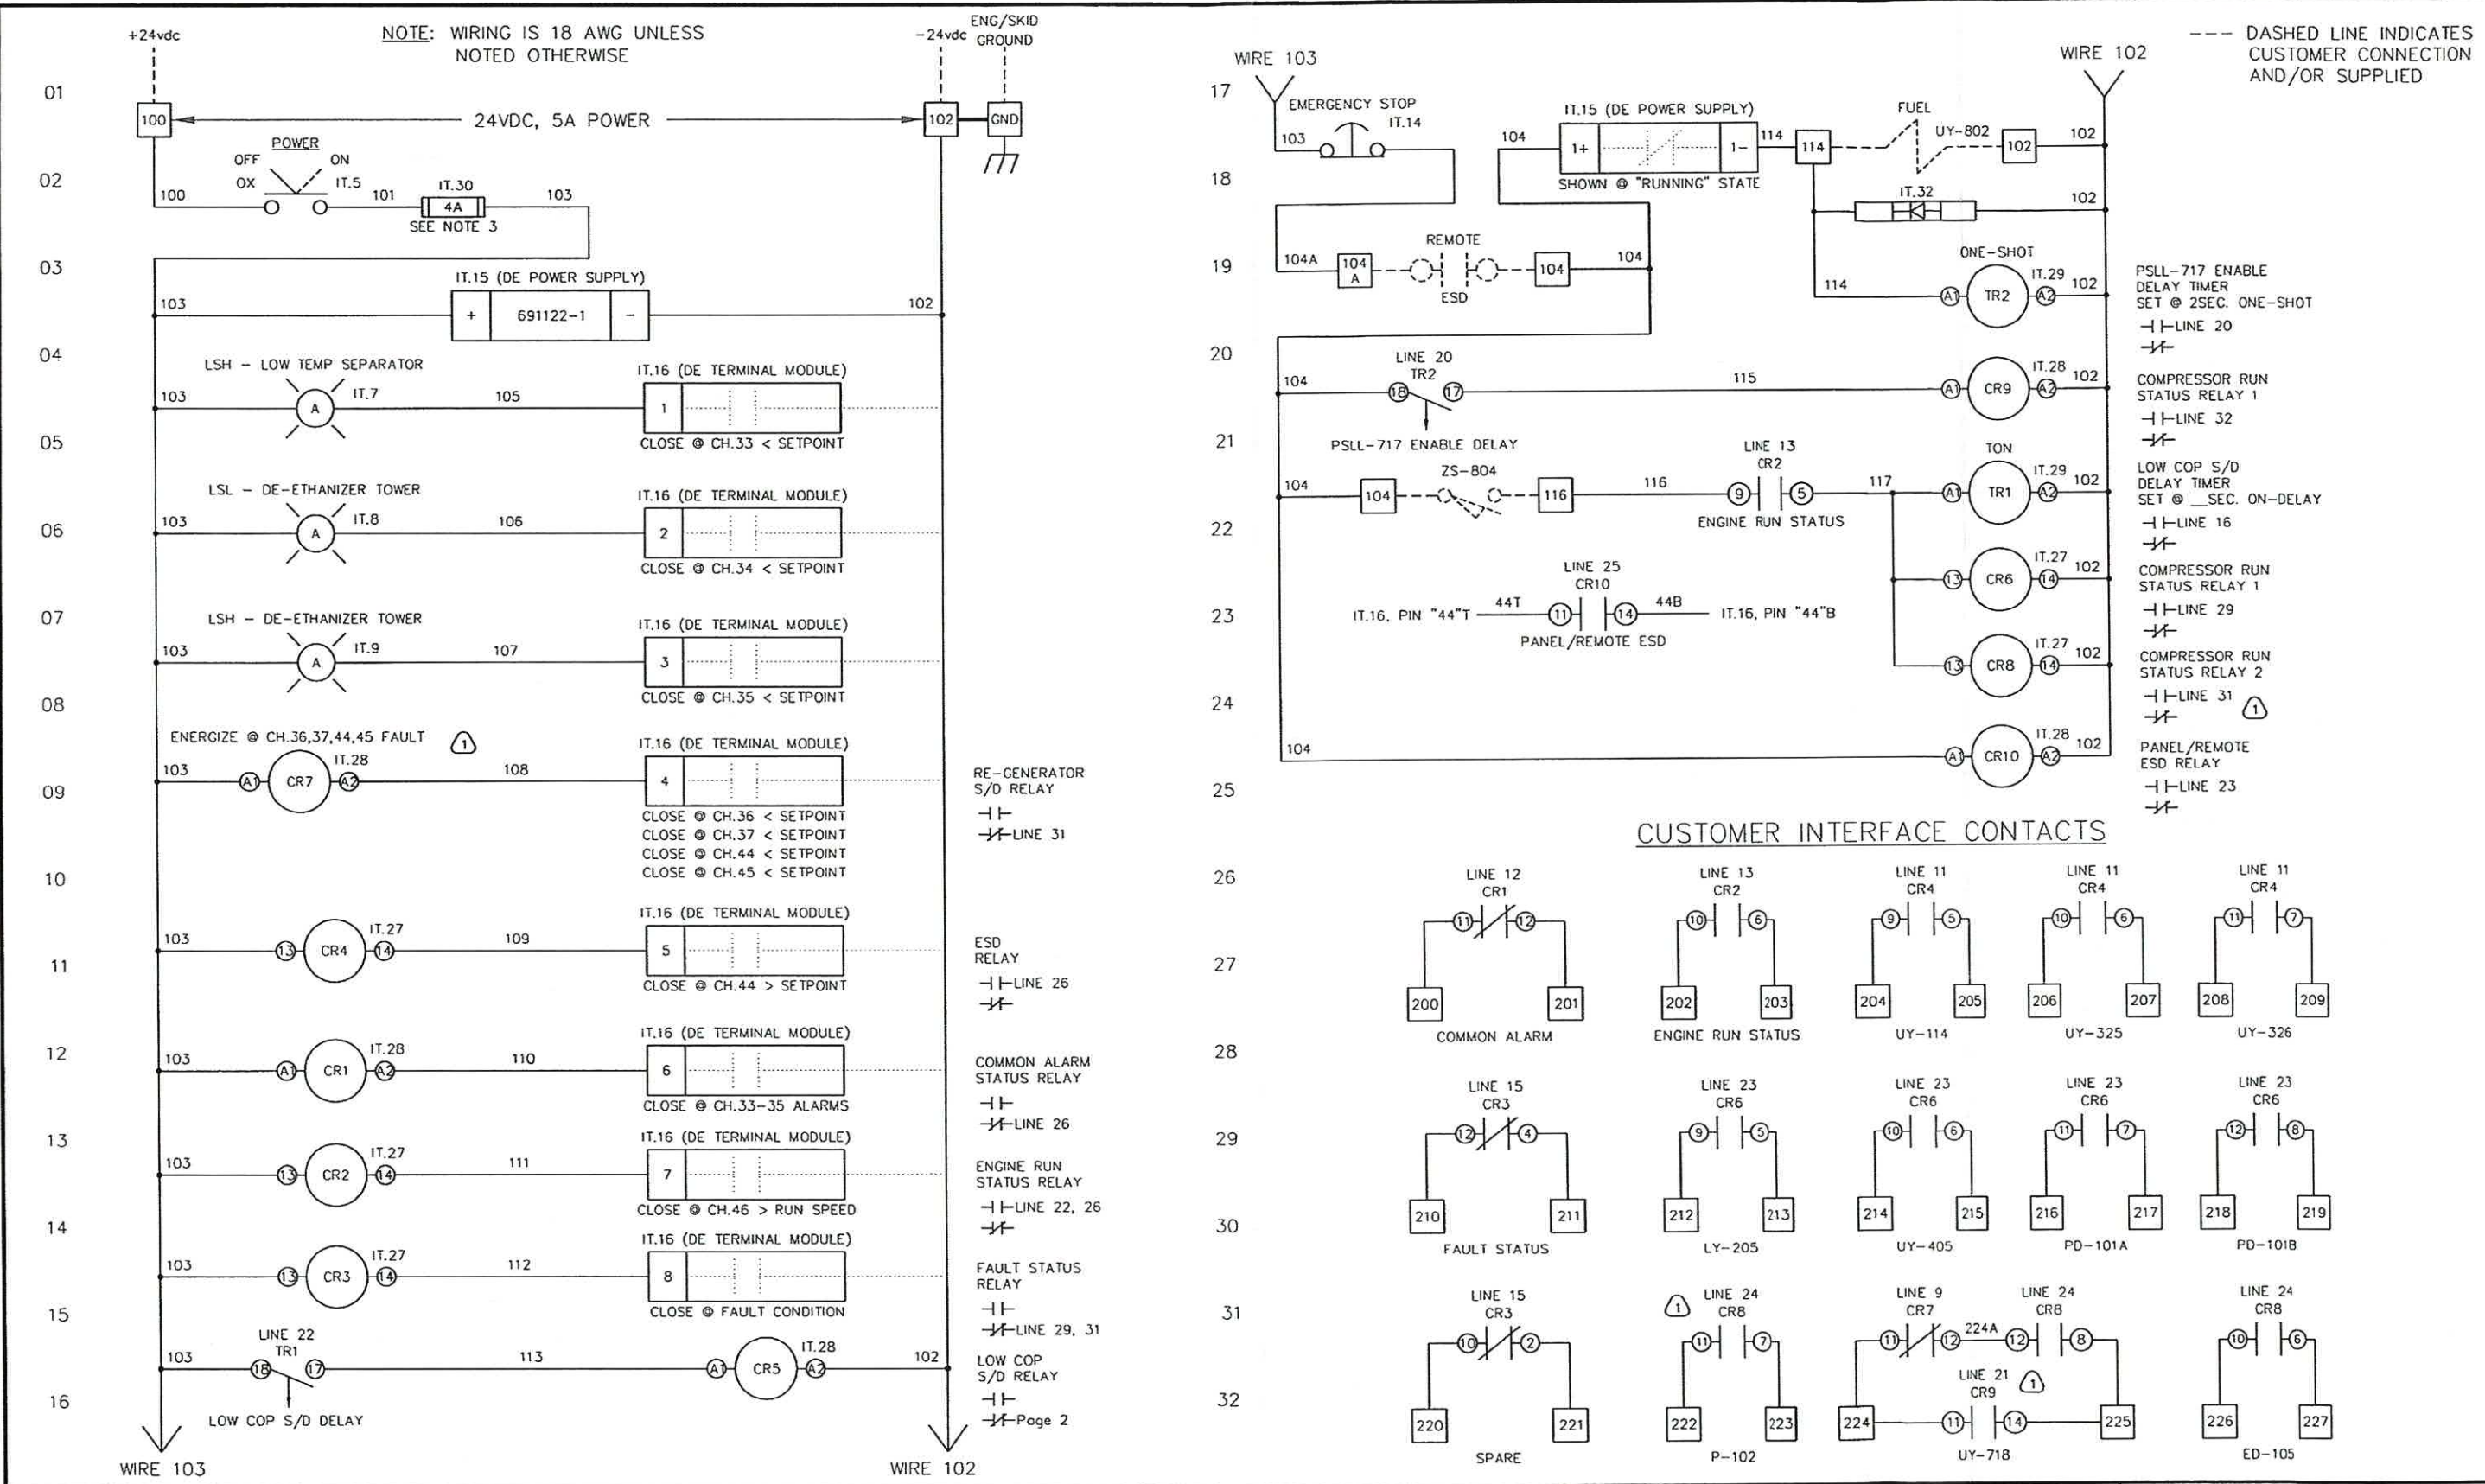 +24vdc
NOTE: WIRING IS 18 AWG UNLESS
NOTED OTHERWISE
-24vdc
ENG/SKID
GROUND
01
100
24VDC, 5A POWER
102
GND
POWER
OFF
ON
OX
IT.5
02
100
101
IT.30
4A
SEE NOTE 3
103
03
IT.15 (DE POWER SUPPLY)
103
+
691122-1
-
102
04
LSH - LOW TEMP SEPARATOR
IT.16 (DE TERMINAL MODULE)
103
A
IT.7
105
1
CLOSE @ CH.33 < SETPOINT
05
LSL - DE-ETHANIZER TOWER
IT.16 (DE TERMINAL MODULE)
103
A
IT.8
106
2
CLOSE @ CH.34 < SETPOINT
06
07
LSH - DE-ETHANIZER TOWER
IT.16 (DE TERMINAL MODULE)
103
A
IT.9
107
3
CLOSE @ CH.35 < SETPOINT
08
ENERGIZE @ CH.36,37,44,45 FAULT
1
IT.16 (DE TERMINAL MODULE)
103
A1
CR7
A2
IT.28
108
4
CLOSE @ CH.36 < SETPOINT
CLOSE @ CH.37 < SETPOINT
CLOSE @ CH.44 < SETPOINT
CLOSE @ CH.45 < SETPOINT
RE-GENERATOR
S/D RELAY
LINE 31
09
10
IT.16 (DE TERMINAL MODULE)
103
13
CR4
14
IT.27
109
5
CLOSE @ CH.44 > SETPOINT
ESD
RELAY
LINE 26
11
IT.16 (DE TERMINAL MODULE)
12
103
A1
CR1
A2
IT.28
110
6
CLOSE @ CH.33-35 ALARMS
COMMON ALARM
STATUS RELAY
LINE 26
13
IT.16 (DE TERMINAL MODULE)
103
13
CR2
14
IT.27
111
7
CLOSE @ CH.46 > RUN SPEED
ENGINE RUN
STATUS RELAY
LINE 22, 26
14
IT.16 (DE TERMINAL MODULE)
103
13
CR3
14
IT.27
112
8
CLOSE @ FAULT CONDITION
FAULT STATUS
RELAY
LINE 29, 31
15
LINE 22
TR1
103
18
17
113
A1
CR5
A2
IT.28
102
LOW COP
S/D RELAY
Page 2
16
LOW COP S/D DELAY
WIRE 103
WIRE 102
WIRE 103
WIRE 102
--- DASHED LINE INDICATES
CUSTOMER CONNECTION
AND/OR SUPPLIED
17
EMERGENCY STOP
IT.14
103
104
IT.15 (DE POWER SUPPLY)
1+
1-
SHOWN @ "RUNNING" STATE
114
114
FUEL
UY-802
102
102
18
IT.32
102
19
104A
104
A
REMOTE
ESD
104
104
ONE-SHOT
114
A1
TR2
A2
IT.29
102
PSLL-717 ENABLE
DELAY TIMER
SET @ 2SEC. ONE-SHOT
LINE 20
20
LINE 20
TR2
104
18
17
115
A1
CR9
A2
IT.28
102
COMPRESSOR RUN
STATUS RELAY 1
LINE 32
21
PSLL-717 ENABLE DELAY
ZS-804
LINE 13
CR2
TON
104
104
116
116
9
5
117
A1
TR1
A2
IT.29
102
ENGINE RUN STATUS
LOW COP S/D
DELAY TIMER
SET @ __SEC. ON-DELAY
LINE 16
22
LINE 25
CR10
13
CR6
14
IT.27
102
COMPRESSOR RUN
STATUS RELAY 1
LINE 29
23
IT.16, PIN "44"T
44T
11
14
44B
IT.16, PIN "44"B
PANEL/REMOTE ESD
13
CR8
14
IT.27
102
COMPRESSOR RUN
STATUS RELAY 2
LINE 31
1
24
104
A1
CR10
A2
IT.28
102
PANEL/REMOTE
ESD RELAY
LINE 23
25
CUSTOMER INTERFACE CONTACTS
26
LINE 12
CR1
11
12
LINE 13
CR2
10
6
LINE 11
CR4
9
5
LINE 11
CR4
10
6
LINE 11
CR4
11
7
27
200
201
202
203
204
205
206
207
208
209
COMMON ALARM
ENGINE RUN STATUS
UY-114
UY-325
UY-326
28
LINE 15
CR3
12
4
LINE 23
CR6
9
5
LINE 23
CR6
10
6
LINE 23
CR6
11
7
LINE 23
CR6
12
8
29
30
210
211
212
213
214
215
216
217
218
219
FAULT STATUS
LY-205
UY-405
PD-101A
PD-101B
31
LINE 15
CR3
10
2
1
LINE 24
CR8
11
7
LINE 9
CR7
11
12
224A
LINE 24
CR8
12
8
LINE 24
CR8
10
6
32
LINE 21
CR9
1
11
14
220
221
222
223
224
225
226
227
SPARE
P-102
UY-718
ED-105